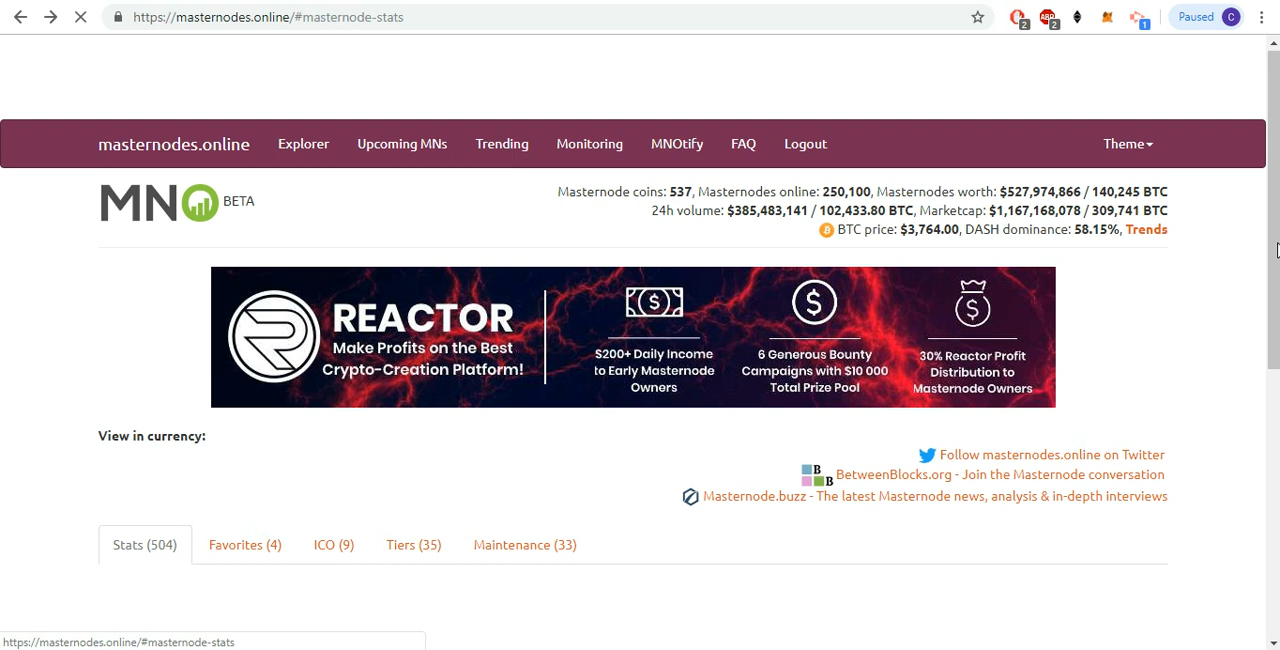 https://masternodes.online/#masternode-stats
2
ABP
2
1
Paused
C
masternodes.online Explorer Upcoming MNs Trending Monitoring MNOtify FAQ Logout Theme
MNO BETA
Masternode coins: 537, Masternodes online: 250,100, Masternodes worth: $527,974,866 / 140,245 BTC
24h volume: $385,483,141 / 102,433.80 BTC, Marketcap: $1,167,168,078 / 309,741 BTC
BTC price: $3,764.00, DASH dominance: 58.15%, Trends
REACTOR
Make Profits on the Best
Crypto-Creation Platform!
$200+ Daily Income
to Early Masternode
Owners
6 Generous Bounty
Campaigns with $10 000
Total Prize Pool
30% Reactor Profit
Distribution to
Masternode Owners
View in currency:
Follow masternodes.online on Twitter
B
B
BetweenBlocks.org - Join the Masternode conversation
Masternode.buzz - The latest Masternode news, analysis & in-depth interviews
Stats (504) Favorites (4) ICO (9) Tiers (35) Maintenance (33)
https://masternodes.online/#masternode-stats